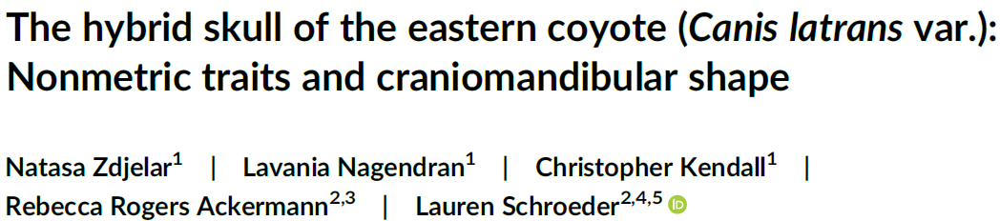 The hybrid skull of the eastern coyote (Canis latrans var.):
Nonmetric traits and craniomandibular shape
Natasa Zdjelar1 | Lavania Nagendran1 | Christopher Kendall1 |
Rebecca Rogers Ackermann2,3 | Lauren Schroeder2,4,5 iD